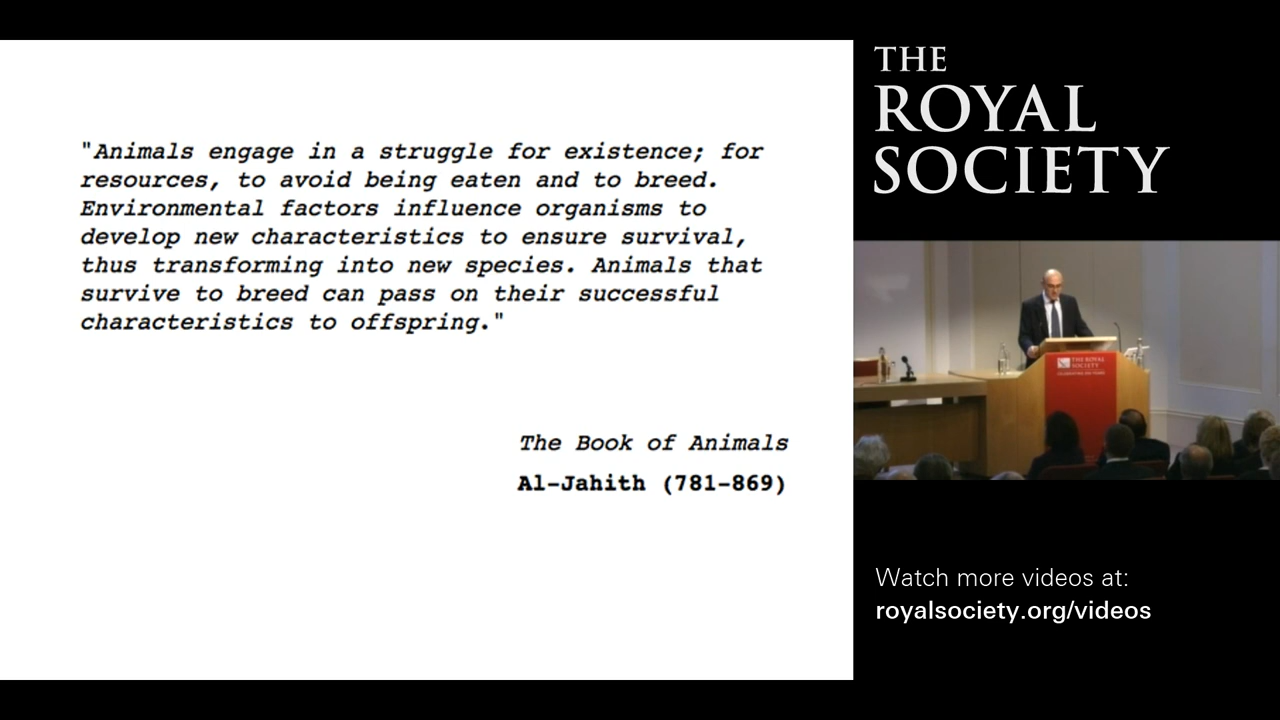 "Animals engage in a struggle for existence; for
resources, to avoid being eaten and to breed.
Environmental factors influence organisms to
develop new characteristics to ensure survival,
thus transforming into new species. Animals that
survive to breed can pass on their successful
characteristics to offspring."
The Book of Animals
Al-Jahith (781-869)
THE
ROYAL
SOCIETY
THE ROYAL
SOCIETY
Watch more videos at:
royalsociety.org/videos